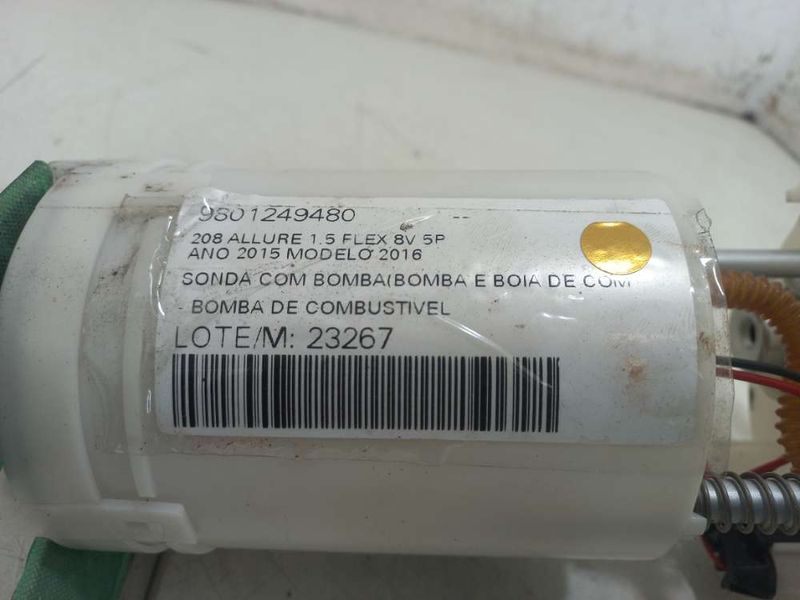 9801249480 --
208 ALLURE 1.5 FLEX 8V 5P
ANO 2015 MODELO 2016
SONDA COM BOMBA(BOMBA E BOIA DE COM
- BOMBA DE COMBUSTIVEL
LOTE/M: 23267